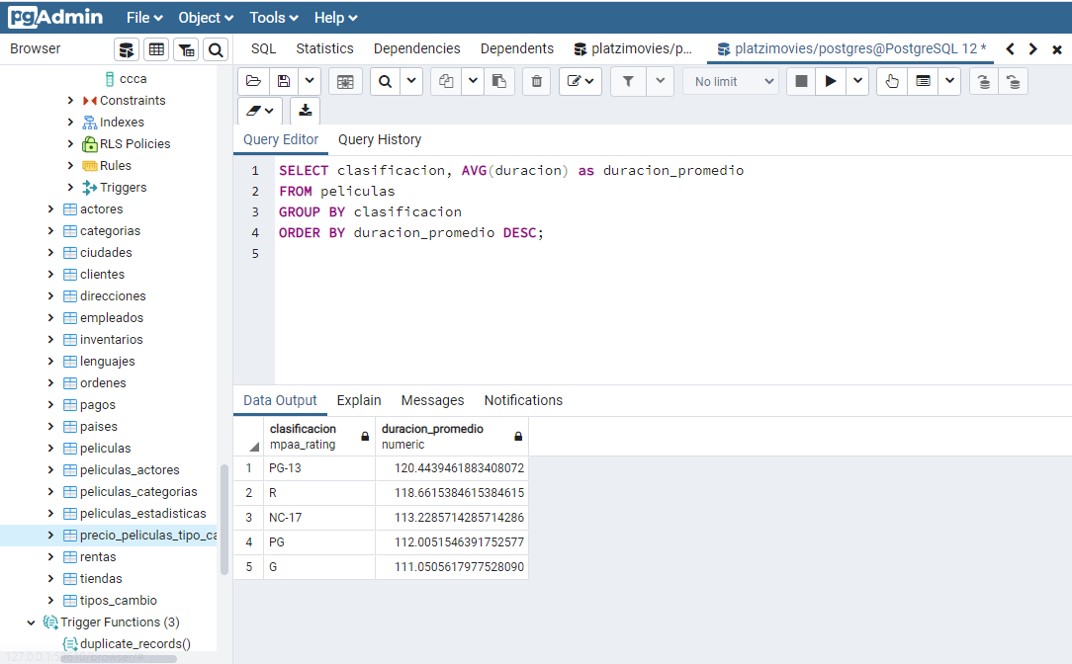 pgAdmin File Object Tools Help
Browser
SQL Statistics Dependencies Dependents platzimovies/p... platzimovies/postgres@PostgreSQL 12 *
No limit
ccca
Constraints
Indexes
RLS Policies
Rules
Triggers
actores
categorias
ciudades
clientes
direcciones
empleados
inventarios
lenguajes
ordenes
pagos
paises
peliculas
peliculas_actores
peliculas_categorias
peliculas_estadisticas
precio_peliculas_tipo_ca
rentas
tiendas
tipos_cambio
Trigger Functions (3)
duplicate_records()
Query Editor Query History
1 SELECT clasificacion, AVG(duracion) as duracion_promedio
2 FROM peliculas
3 GROUP BY clasificacion
4 ORDER BY duracion_promedio DESC;
5
Data Output Explain Messages Notifications
clasificacion duracion_promedio
mpaa_rating numeric
1 PG-13 120.4439461883408072
2 R 118.6615384615384615
3 NC-17 113.2285714285714286
4 PG 112.0051546391752577
5 G 111.0505617977528090